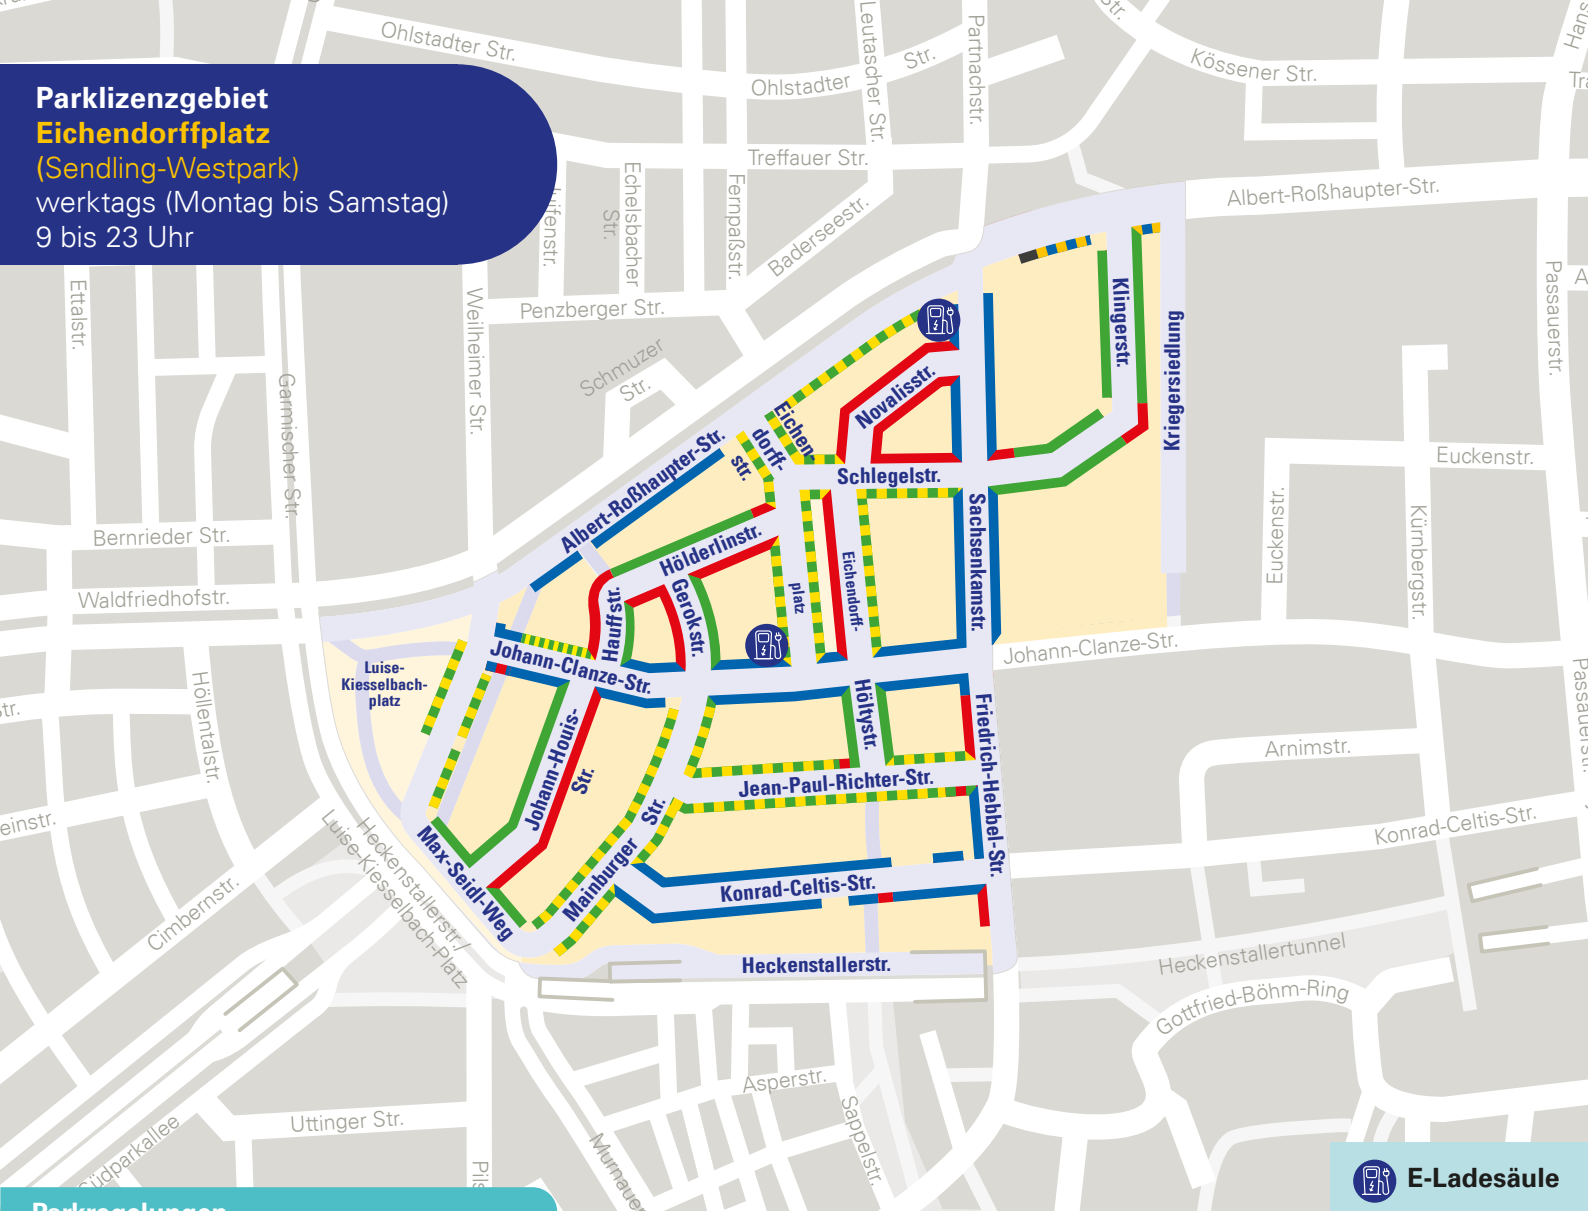 Parklizenzgebiet
Eichendorffplatz
(Sendling-Westpark)
werktags (Montag bis Samstag)
9 bis 23 Uhr
Ohlstadter Str.
Ohlstadter Str.
Leutascher Str.
Partnachstr.
Kössener Str.
Treffauer Str.
Echelsbacher
Str.
Fernpaßstr.
Baderseestr.
Albert-Roßhaupter-Str.
Penzberger Str.
Ettalstr.
Weilheimer Str.
Schmuzer
Str.
Garmischer Str.
Passauerstr.
Klingerstr.
Kriegersiedlung
Novalisstr.
Eichen-
dorff-
str.
Albert-Roßhaupter-Str.
Schlegelstr.
Euckenstr.
Euckenstr.
Kürnbergstr.
Bernrieder Str.
Hölderlinstr.
Sachsenkamstr.
Waldfriedhofstr.
Hauffstr.
Gerokstr.
platz
Eichendorff-
Johann-Clanze-Str.
Johann-Clanze-Str.
Luise-
Kiesselbach-
platz
Höllentalstr.
Höltystr.
Friedrich-Hebbel-Str.
Passauerstr.
Johann-Houis-
Str.
Jean-Paul-Richter-Str.
Arnimstr.
Mainburger Str.
Max-Seidl-Weg
Konrad-Celtis-Str.
Konrad-Celtis-Str.
Heckenstallerstr./
Luise-Kiesselbach-Platz
Cimbernstr.
Heckenstallerstr.
Heckenstallertunnel
Gottfried-Böhm-Ring
Asperstr.
Sappelstr.
Uttinger Str.
Südparkallee
E-Ladesäule
Parkregelungen